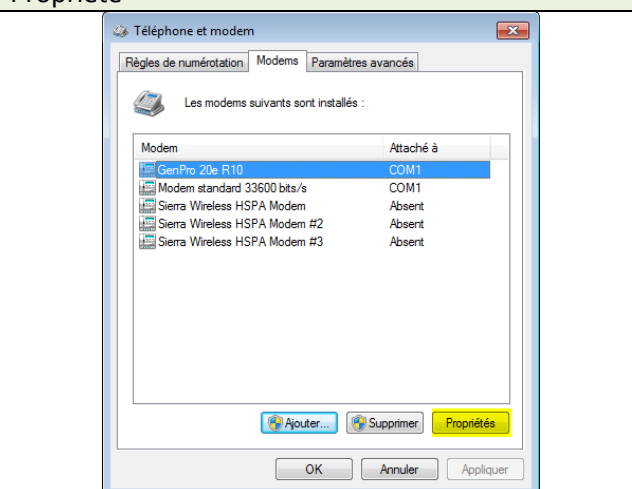 Propriété
Téléphone et modem
Règles de numérotation Modems Paramètres avancés
Les modems suivants sont installés :
Modem Attaché à
GenPro 20e R10 COM1
Modem standard 33600 bits/s COM1
Sierra Wireless HSPA Modem Absent
Sierra Wireless HSPA Modem #2 Absent
Sierra Wireless HSPA Modem #3 Absent
Ajouter... Supprimer Propriétés
OK Annuler Appliquer